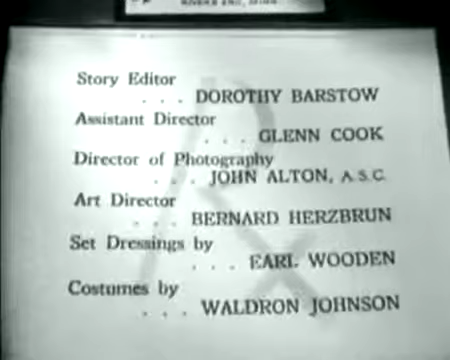 Story Editor
. . . DOROTHY BARSTOW
Assistant Director
. . . GLENN COOK
Director of Photography
. . . JOHN ALTON, A.S.C.
Art Director
. . . BERNARD HERZBRUN
Set Dressings by
. . . EARL WOODEN
Costumes by
. . . WALDRON JOHNSON